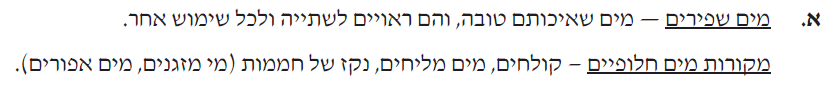 א. מים שפירים — מים שאיכותם טובה, והם ראויים לשתייה ולכל שימוש אחר.
מקורות מים חלופיים – קולחים, מים מליחים, נקז של חממות (מי מזגנים, מים אפורים).